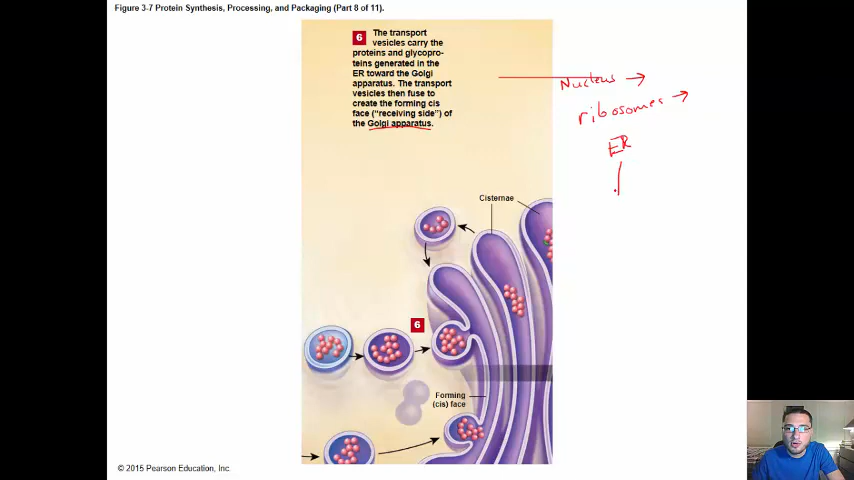 Figure 3-7 Protein Synthesis, Processing, and Packaging (Part 8 of 11).
6
The transport
vesicles carry the
proteins and glycopro-
teins generated in the
ER toward the Golgi
apparatus. The transport
vesicles then fuse to
create the forming cis
face ("receiving side") of
the Golgi apparatus.
Nucleus →
ribosomes →
ER
Cisternae
6
Forming
(cis) face
© 2015 Pearson Education, Inc.